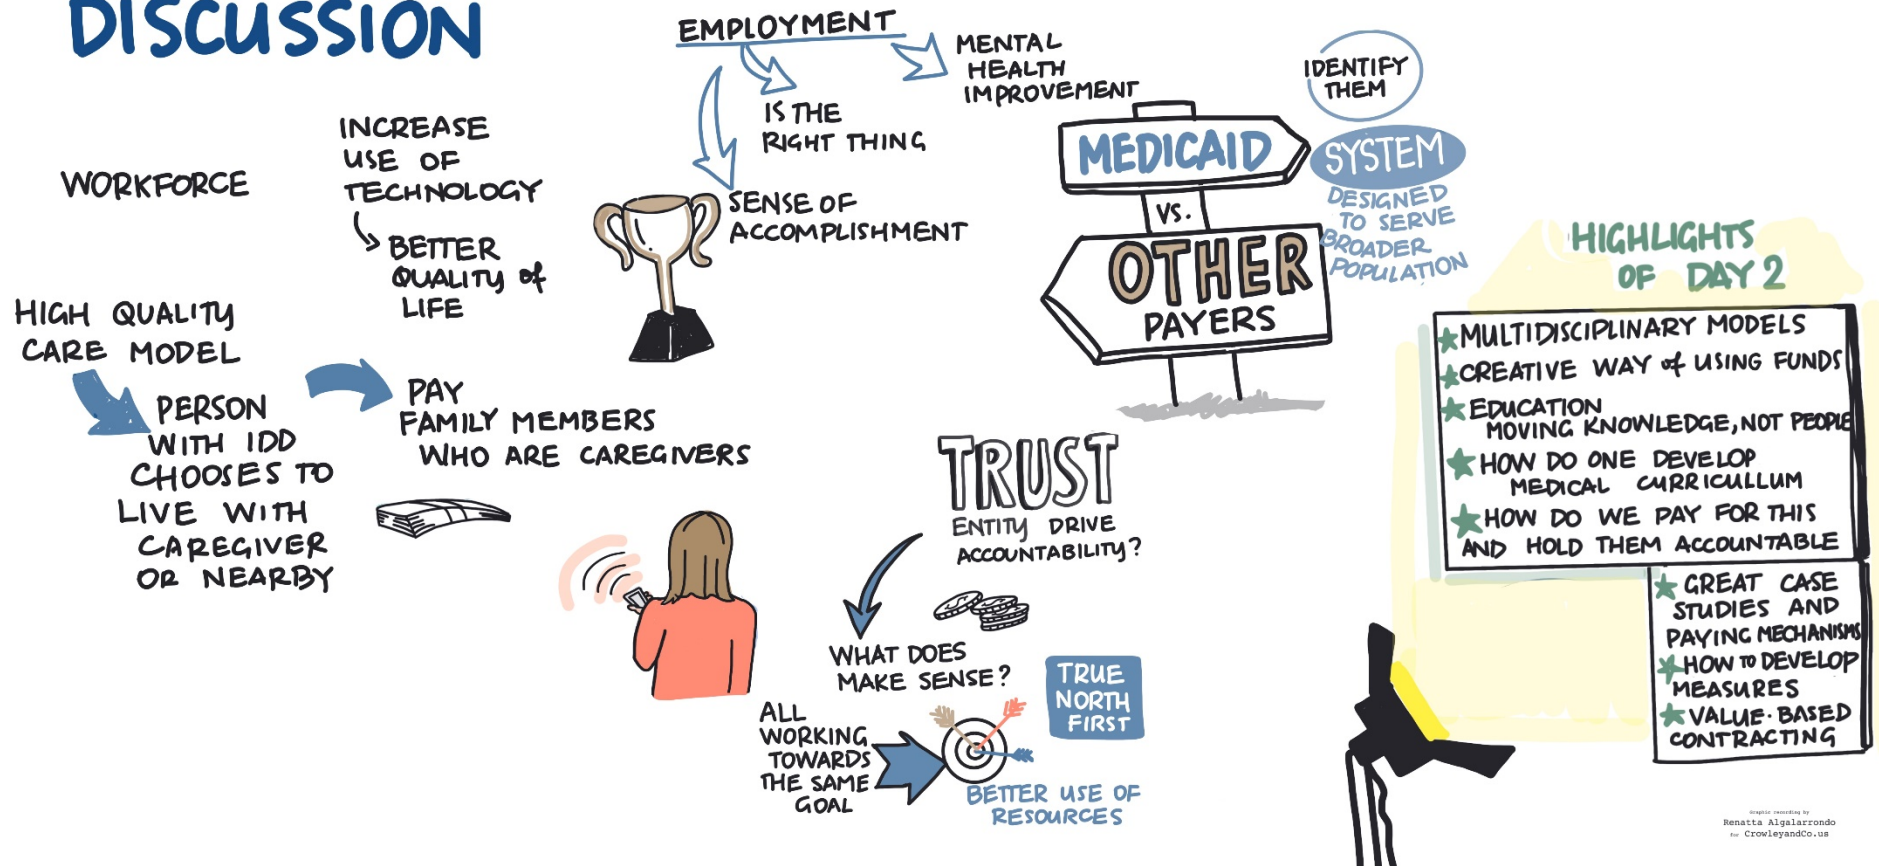 DISCUSSION
WORKFORCE
INCREASE
USE OF
TECHNOLOGY
BETTER
QUALITY of
LIFE
HIGH QUALITY
CARE MODEL
PERSON
WITH IDD
CHOOSES TO
LIVE WITH
CAREGIVER
OR NEARBY
PAY
FAMILY MEMBERS
WHO ARE CAREGIVERS
EMPLOYMENT
MENTAL
HEALTH
IMPROVEMENT
IS THE
RIGHT THING
SENSE OF
ACCOMPLISHMENT
MEDICAID
VS.
OTHER
PAYERS
IDENTIFY
THEM
SYSTEM
DESIGNED
TO SERVE
BROADER
POPULATION
TRUST
ENTITY DRIVE
ACCOUNTABILITY?
WHAT DOES
MAKE SENSE?
TRUE
NORTH
FIRST
ALL
WORKING
TOWARDS
THE SAME
GOAL
BETTER USE OF
RESOURCES
HIGHLIGHTS
OF DAY 2
MULTIDISCIPLINARY MODELS
CREATIVE WAY of USING FUNDS
EDUCATION
MOVING KNOWLEDGE, NOT PEOPLE
HOW DO ONE DEVELOP
MEDICAL CURRICULLUM
HOW DO WE PAY FOR THIS
AND HOLD THEM ACCOUNTABLE
GREAT CASE
STUDIES AND
PAYING MECHANISMS
HOW TO DEVELOP
MEASURES
VALUE-BASED
CONTRACTING
Graphic recording by
Renatta Algalarrondo
for CrowleyandCo.us